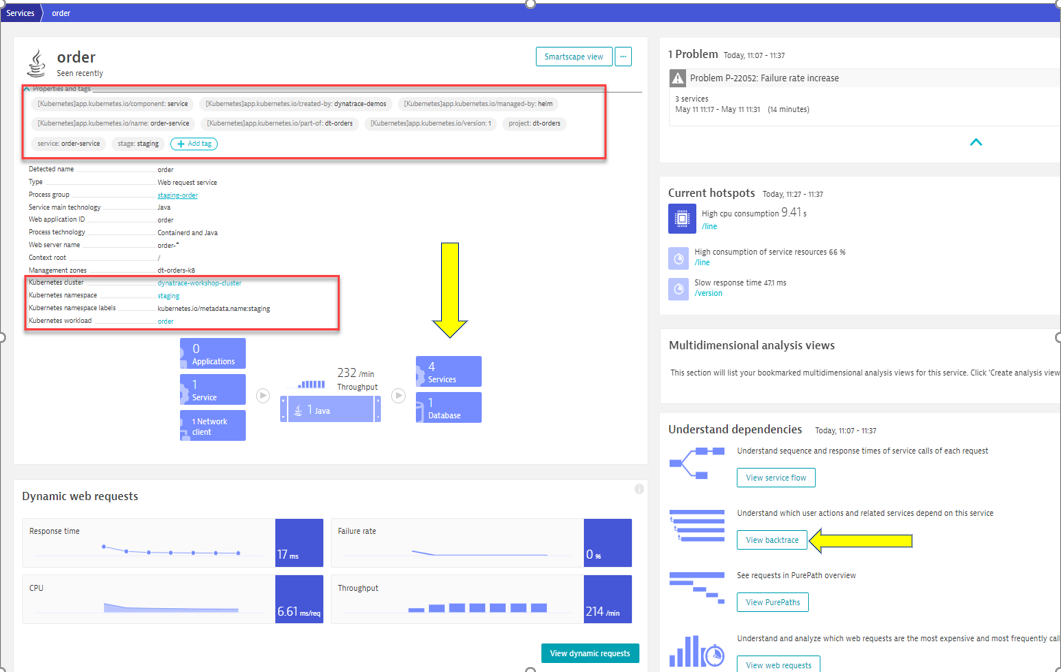 Services
order
order
Seen recently
Smartscape view
...
Properties and tags
[Kubernetes]app.kubernetes.io/component: service
[Kubernetes]app.kubernetes.io/created-by: dynatrace-demos
[Kubernetes]app.kubernetes.io/managed-by: helm
[Kubernetes]app.kubernetes.io/name: order-service
[Kubernetes]app.kubernetes.io/part-of: dt-orders
[Kubernetes]app.kubernetes.io/version: 1
project: dt-orders
service: order-service
stage: staging
+ Add tag
Detected name order
Type Web request service
Process group staging-order
Service main technology Java
Web application ID order
Process technology Containerd and Java
Web server name order-*
Context root /
Management zones dt-orders-k8
Kubernetes cluster dynatrace-workshop-cluster
Kubernetes namespace staging
Kubernetes namespace labels kubernetes.io/metadata.name:staging
Kubernetes workload order
0
Applications
1
Service
1 Network
client
232 /min
Throughput
1 Java
4
Services
1
Database
Dynamic web requests
Response time
17 ms
Failure rate
0 %
CPU
6.61 ms/req
Throughput
214 /min
View dynamic requests
1 Problem Today, 11:07 - 11:37
Problem P-22052: Failure rate increase
3 services
May 11 11:17 - May 11 11:31 (14 minutes)
Current hotspots Today, 11:27 - 11:37
High cpu consumption 9.41 s
/line
High consumption of service resources 66 %
/line
Slow response time 47.1 ms
/version
Multidimensional analysis views
This section will list your bookmarked multidimensional analysis views for this service. Click 'Create analysis view
Understand dependencies Today, 11:07 - 11:37
Understand sequence and response times of service calls of each request
View service flow
Understand which user actions and related services depend on this service
View backtrace
See requests in PurePath overview
View PurePaths
Understand and analyze which web requests are the most expensive and most frequently call
View web requests